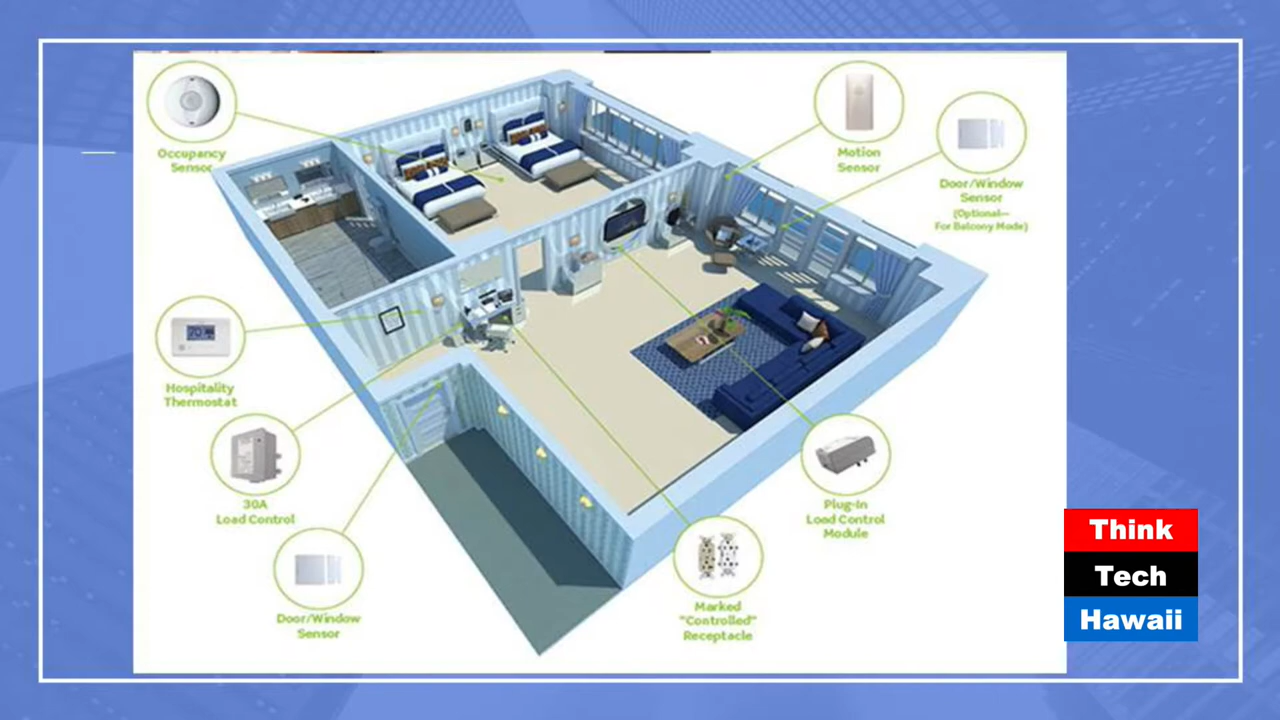 Occupancy
Sensor
Motion
Sensor
Door/Window
Sensor
(Optional—
For Balcony Mode)
Hospitality
Thermostat
30A
Load Control
Door/Window
Sensor
Plug-In
Load Control
Module
Marked
"Controlled"
Receptacle
Think
Tech
Hawaii